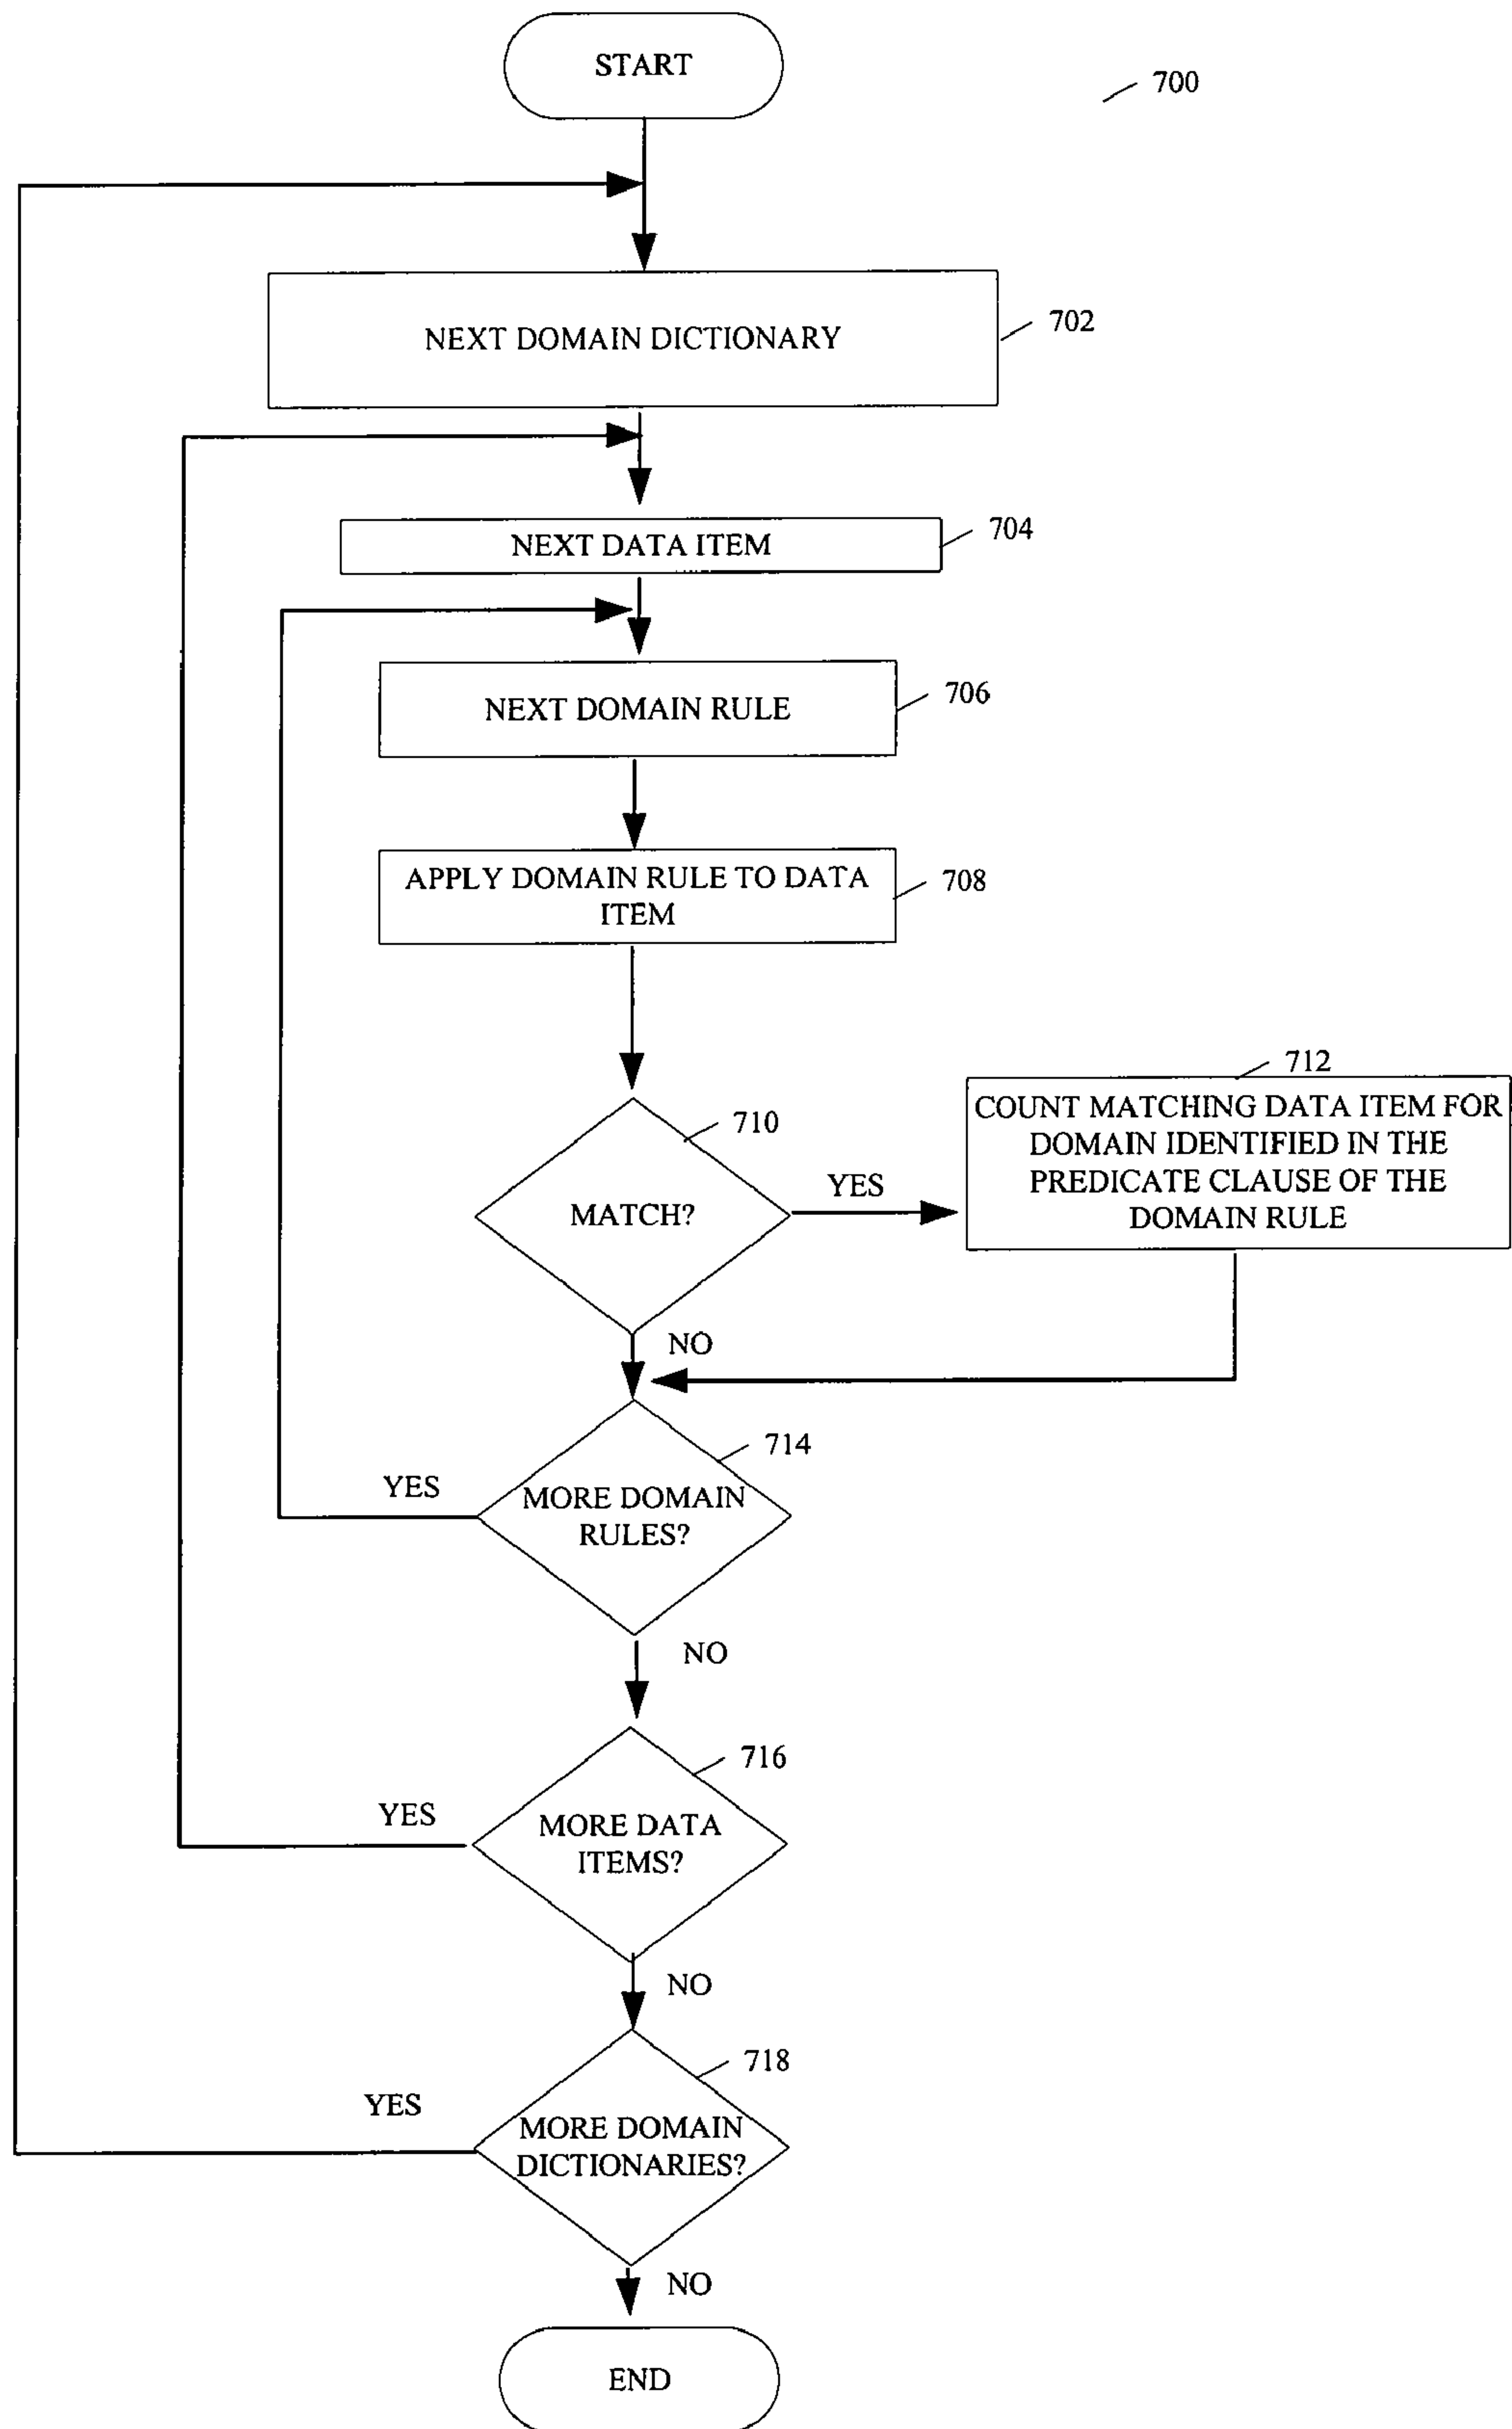 START
700
NEXT DOMAIN DICTIONARY
702
NEXT DATA ITEM
704
NEXT DOMAIN RULE
706
APPLY DOMAIN RULE TO DATA
ITEM
708
712
COUNT MATCHING DATA ITEM FOR
DOMAIN IDENTIFIED IN THE
PREDICATE CLAUSE OF THE
DOMAIN RULE
710
MATCH?
YES
NO
714
MORE DOMAIN
RULES?
YES
NO
716
MORE DATA
ITEMS?
YES
NO
718
MORE DOMAIN
DICTIONARIES?
YES
NO
END